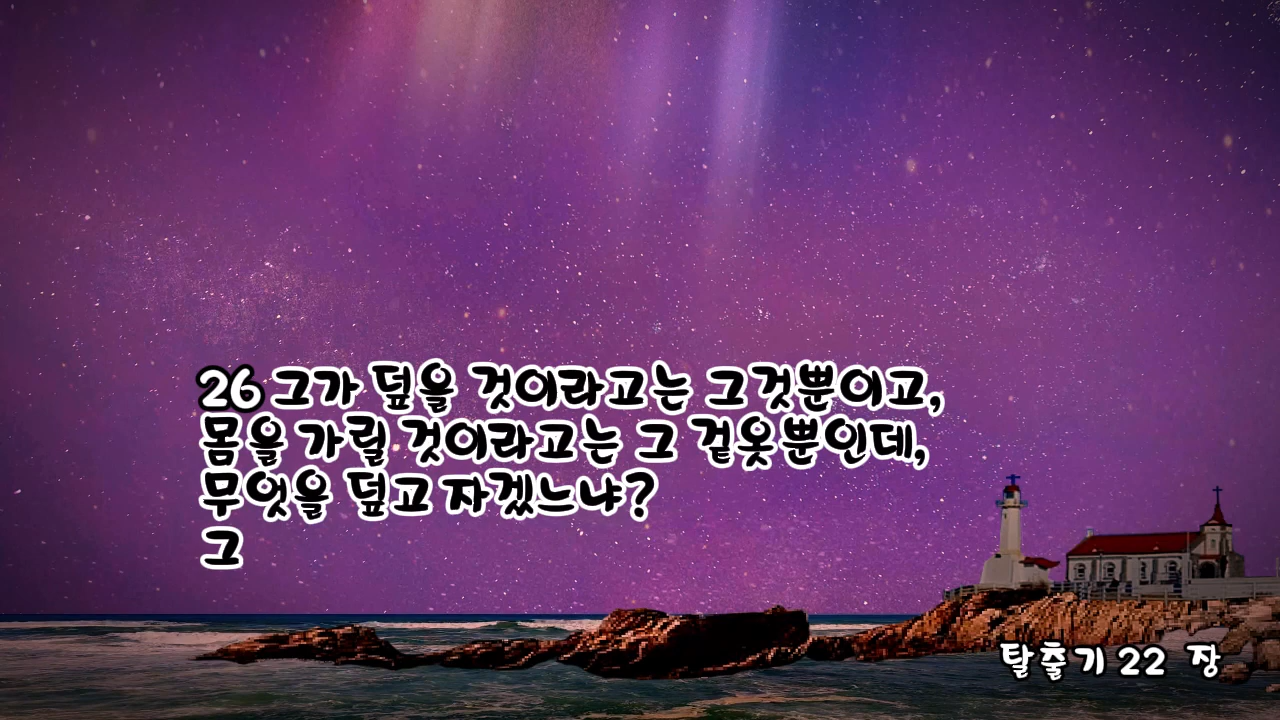 26 그가 덮을 것이라고는 그것뿐이고,
몸을 가릴 것이라고는 그 겉옷뿐인데,
무엇을 덮고 자겠느냐?
그
탈출기 22 장